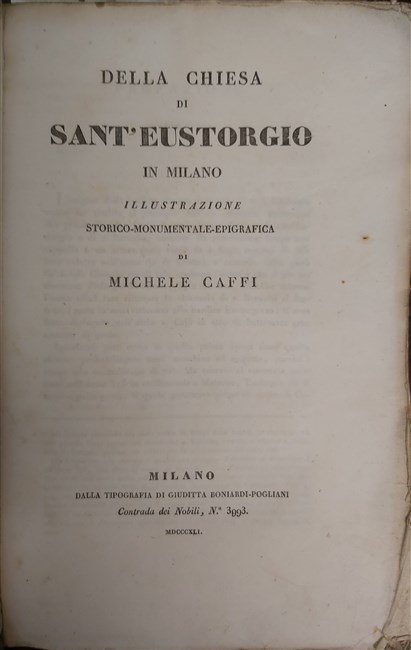 DELLA CHIESA
DI
SANT'EUSTORGIO
IN MILANO
ILLUSTRAZIONE
STORICO-MONUMENTALE-EPIGRAFICA
DI
MICHELE CAFFI
MILANO
DALLA TIPOGRAFIA DI GIUDITTA BONIARDI-POGLIANI
Contrada dei Nobili, N.º 3993.
MDCCCXLI.